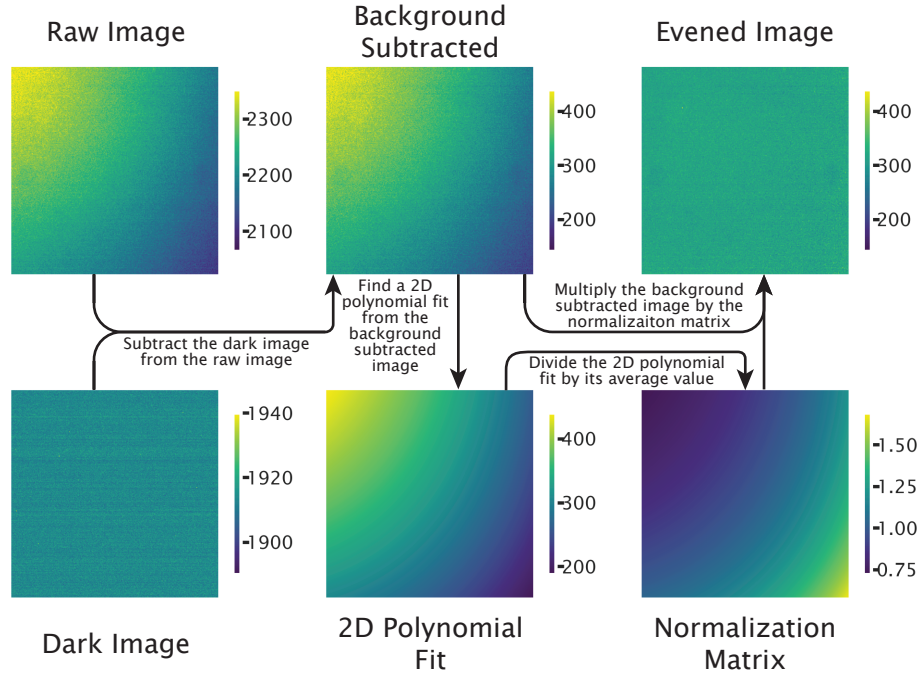 Raw Image
Background
Subtracted
Evened Image
2300
2200
2100
400
300
200
400
300
200
Subtract the dark image
from the raw image
Find a 2D
polynomial fit
from the
background
subtracted
image
Multiply the background
subtracted image by the
normalizaiton matrix
Divide the 2D polynomial
fit by its average value
1940
1920
1900
400
300
200
1.50
1.25
1.00
0.75
Dark Image
2D Polynomial
Fit
Normalization
Matrix